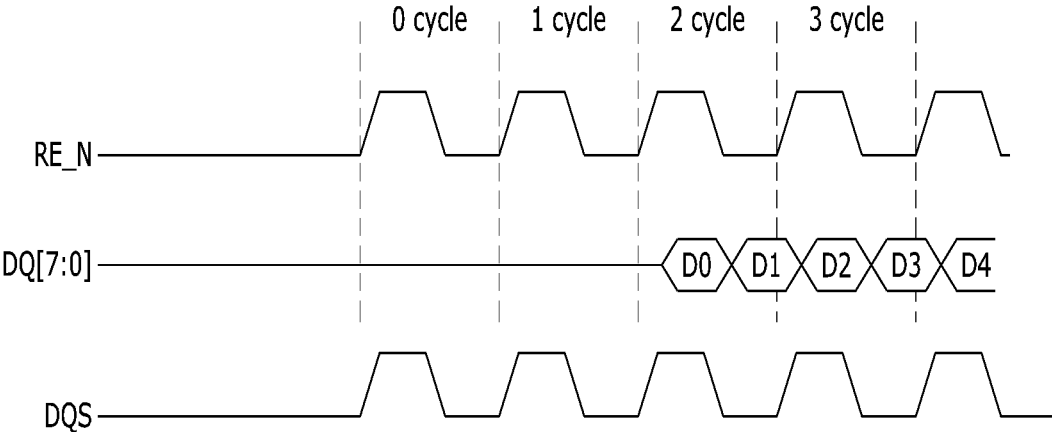 0 cycle 1 cycle 2 cycle 3 cycle
RE_N
DQ[7:0] D0 D1 D2 D3 D4
DQS